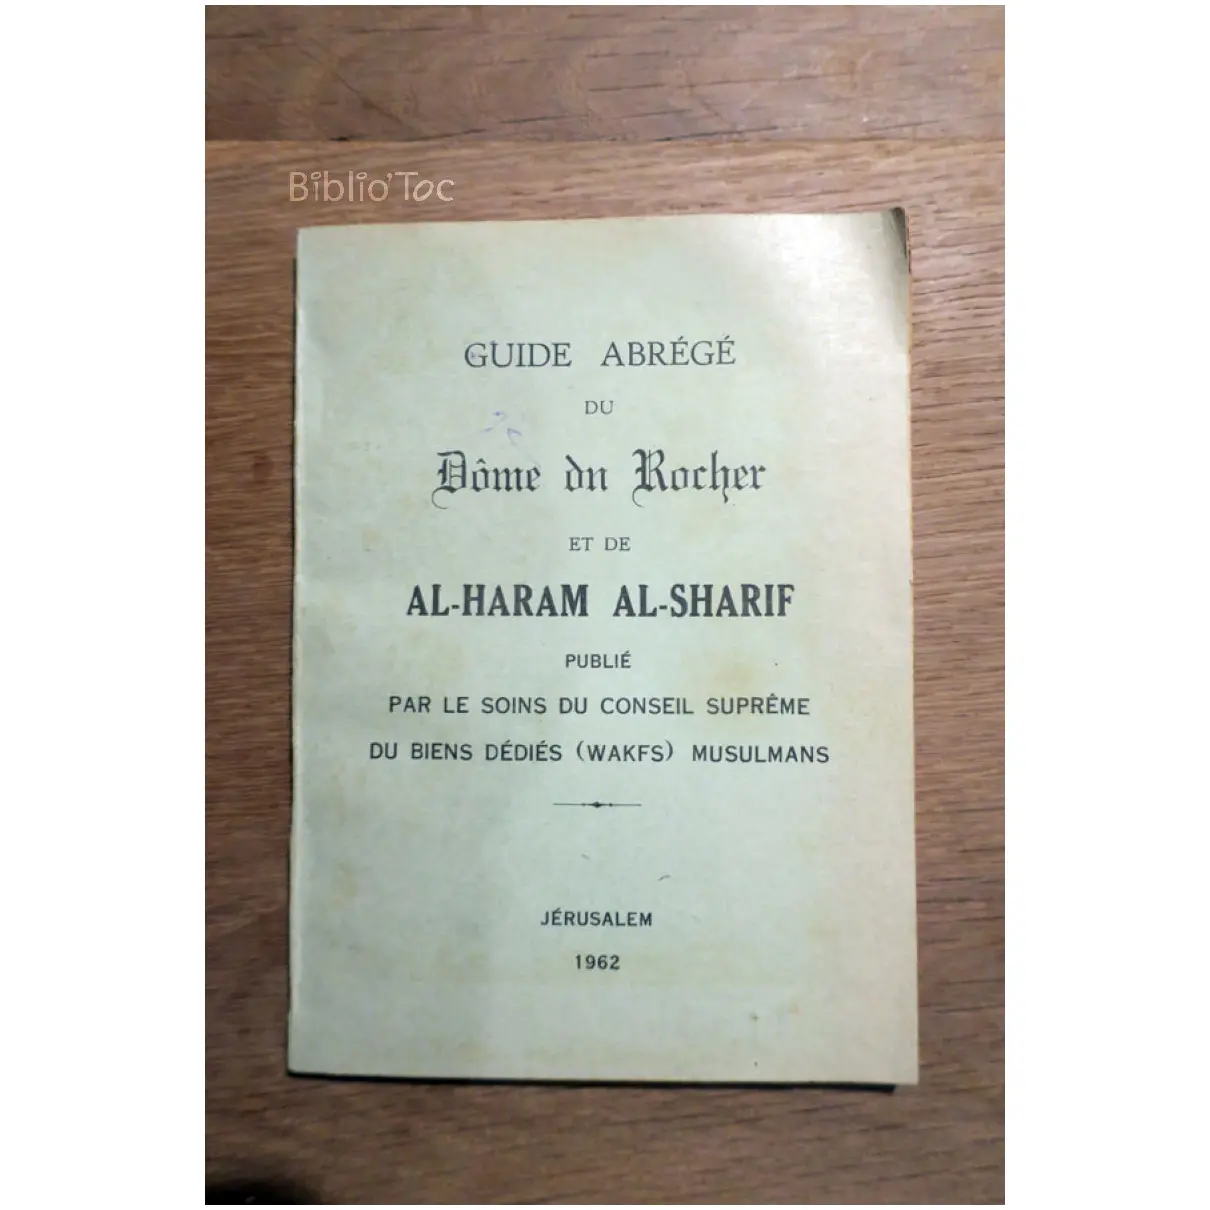 Biblio'Toc
GUIDE ABRÉGÉ
DU
Dôme dn Rocher
ET DE
AL-HARAM AL-SHARIF
PUBLIÉ
PAR LE SOINS DU CONSEIL SUPRÊME
DU BIENS DÉDIÉS (WAKFS) MUSULMANS
JÉRUSALEM
1962